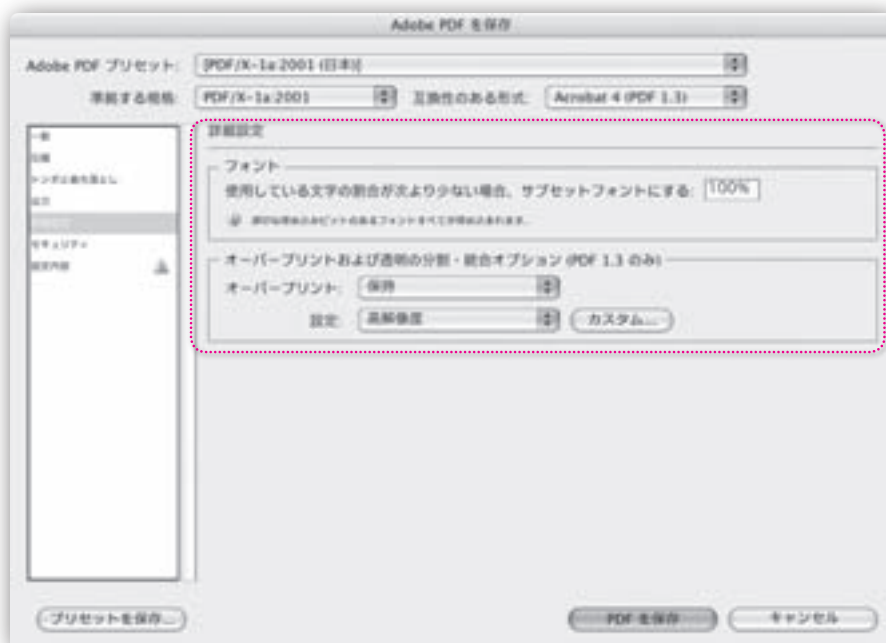 Adobe PDF を保存
Adobe PDF プリセット: [PDF/X-1a:2001 (日本)]
準拠する規格: PDF/X-1a:2001 互換性のある形式: Acrobat 4 (PDF 1.3)
一般
圧縮
トンボと裁ち落とし
出力
セキュリティ
設定内容
詳細設定
フォント
使用している文字の割合が次より少ない場合、サブセットフォントにする: 100%
オーバープリントおよび透明の分割・統合オプション (PDF 1.3 のみ)
オーバープリント: 保持
設定: 高解像度 カスタム...
プリセットを保存... PDF を保存 キャンセル